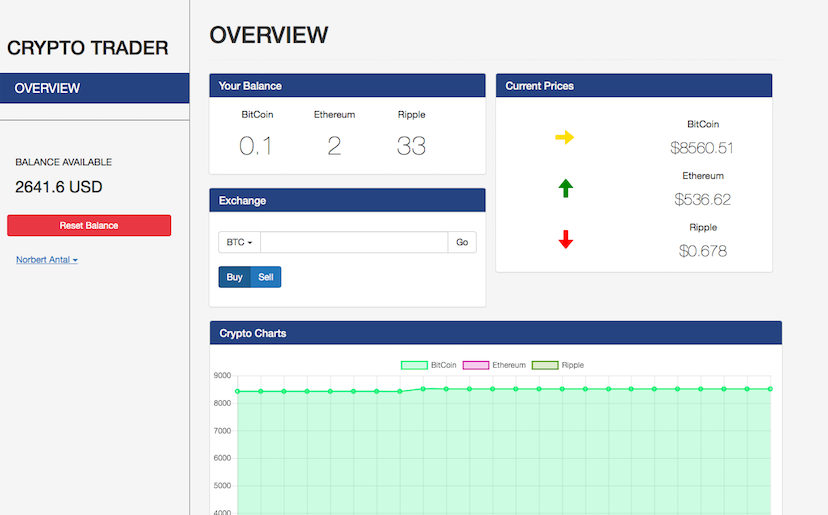 CRYPTO TRADER
OVERVIEW
BALANCE AVAILABLE
2641.6 USD
Reset Balance
Norbert Antal
OVERVIEW
Your Balance
BitCoin Ethereum Ripple
0.1 2 33
Exchange
BTC Go
Buy Sell
Current Prices
BitCoin
$8560.51
Ethereum
$536.62
Ripple
$0.678
Crypto Charts
BitCoin Ethereum Ripple
9000
8000
7000
6000
5000
4000